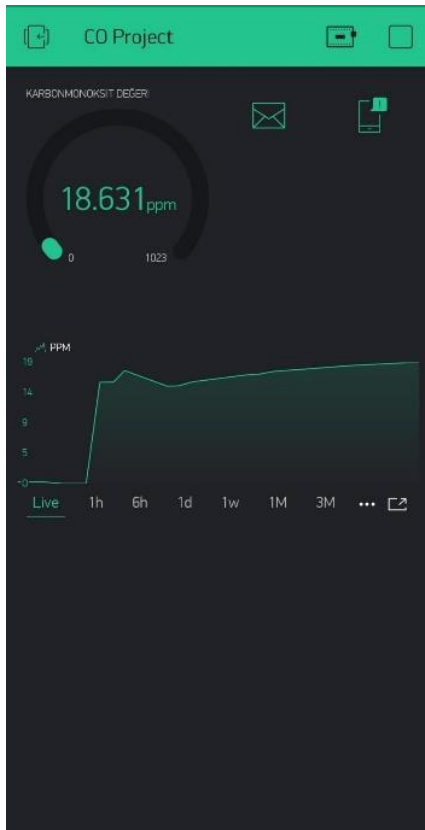 CO Project
KARBONMONOKSIT DEĞERİ
18.631ppm
0 1023
PPM
19
14
9
5
-0
Live 1h 6h 1d 1w 1M 3M •••